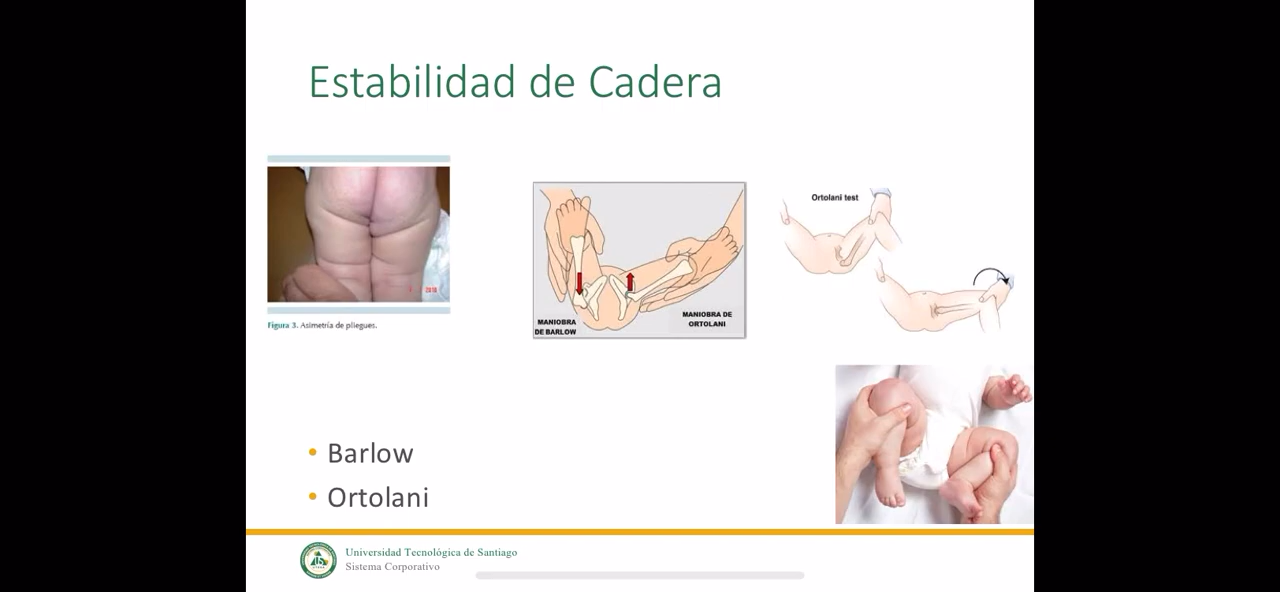 Estabilidad de Cadera
Figura 3. Asimetría de pliegues.
MANIOBRA
DE BARLOW
MANIOBRA DE
ORTOLANI
Ortolani test
• Barlow
• Ortolani
Universidad Tecnológica de Santiago
Sistema Corporativo